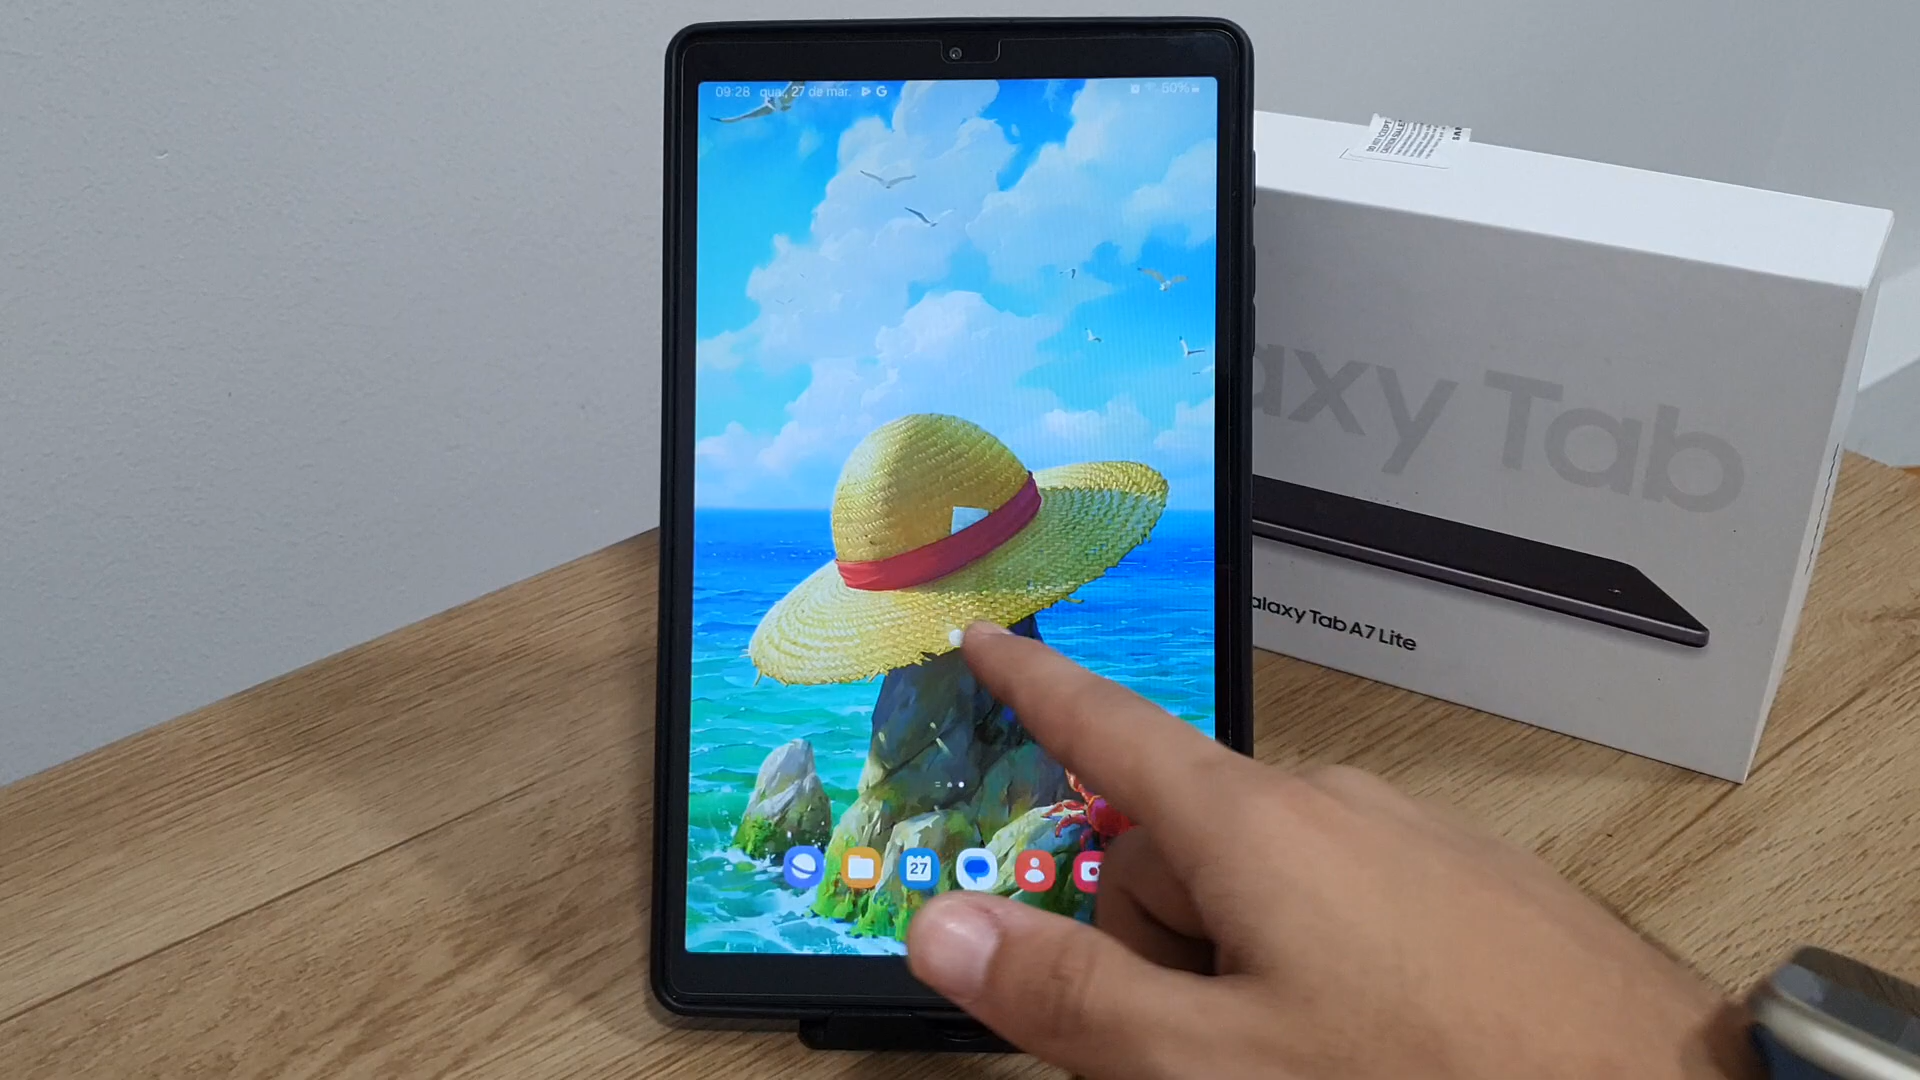 09:28 qua., 27 de mar. G
50%
27
axy Tab
alaxy Tab A7 Lite